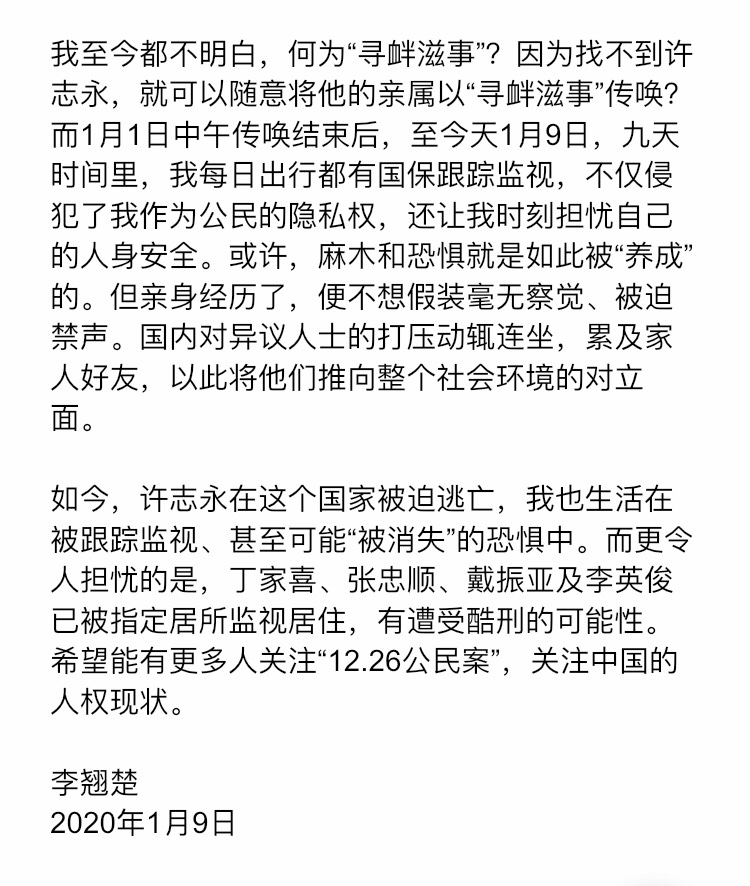 我至今都不明白，何为“寻衅滋事”？因为找不到许
志永，就可以随意将他的亲属以“寻衅滋事”传唤？
而1月1日中午传唤结束后，至今天1月9日，九天
时间里，我每日出行都有国保跟踪监视，不仅侵
犯了我作为公民的隐私权，还让我时刻担忧自己
的人身安全。或许，麻木和恐惧就是如此被“养成”
的。但亲身经历了，便不想假装毫无察觉、被迫
禁声。国内对异议人士的打压动辄连坐，累及家
人好友，以此将他们推向整个社会环境的对立
面。
如今，许志永在这个国家被迫逃亡，我也生活在
被跟踪监视、甚至可能“被消失”的恐惧中。而更令
人担忧的是，丁家喜、张忠顺、戴振亚及李英俊
已被指定居所监视居住，有遭受酷刑的可能性。
希望能有更多人关注“12.26公民案”，关注中国的
人权现状。
李翘楚
2020年1月9日